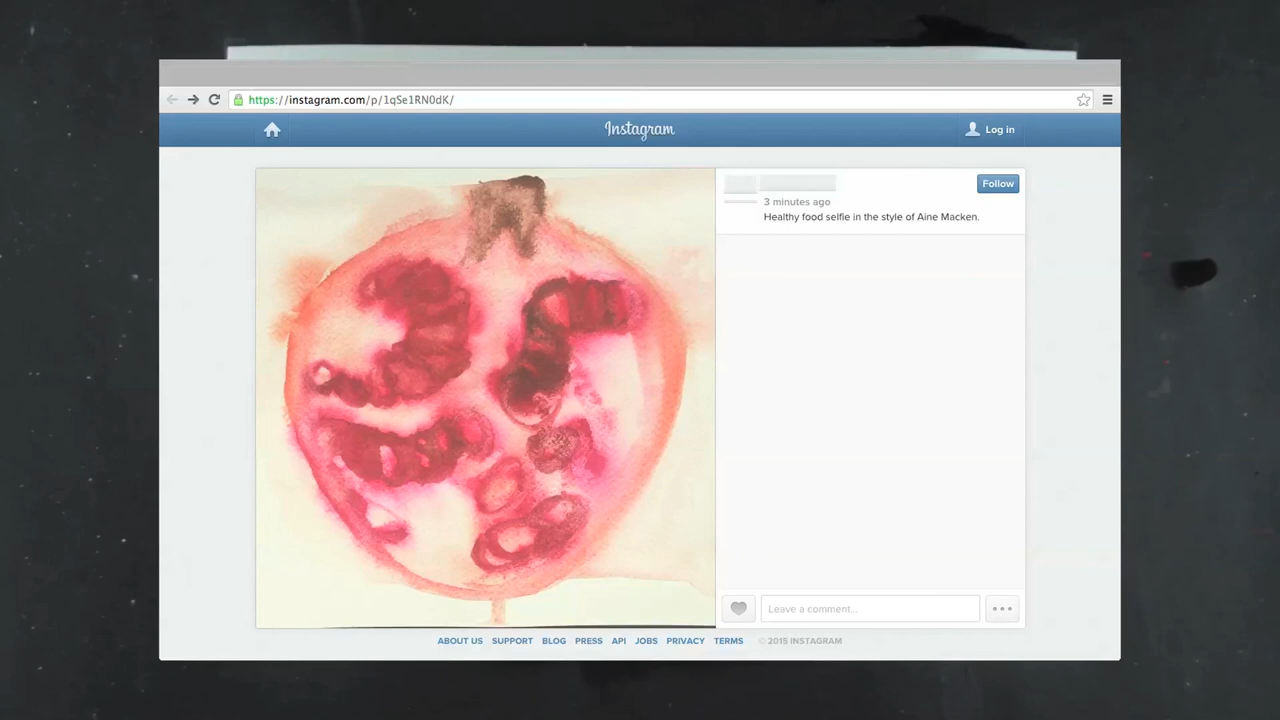 https://instagram.com/p/1qSe1RN0dK/
Instagram
Log in
Follow
3 minutes ago
Healthy food selfie in the style of Aine Macken.
Leave a comment...
ABOUT US SUPPORT BLOG PRESS API JOBS PRIVACY TERMS © 2015 INSTAGRAM